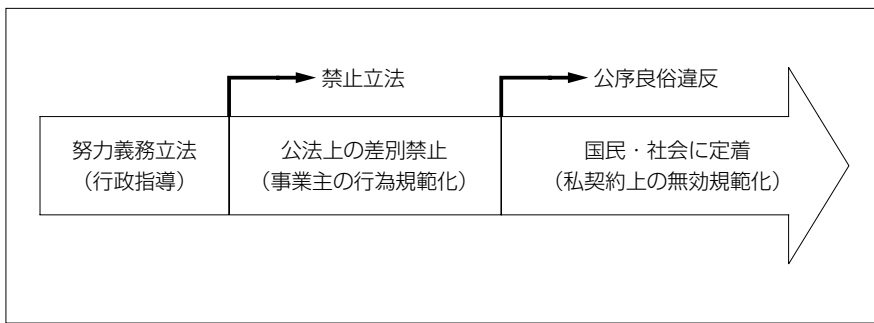 禁止立法
公序良俗違反
努力義務立法
（行政指導）
公法上の差別禁止
（事業主の行為規範化）
国民・社会に定着
（私契約上の無効規範化）